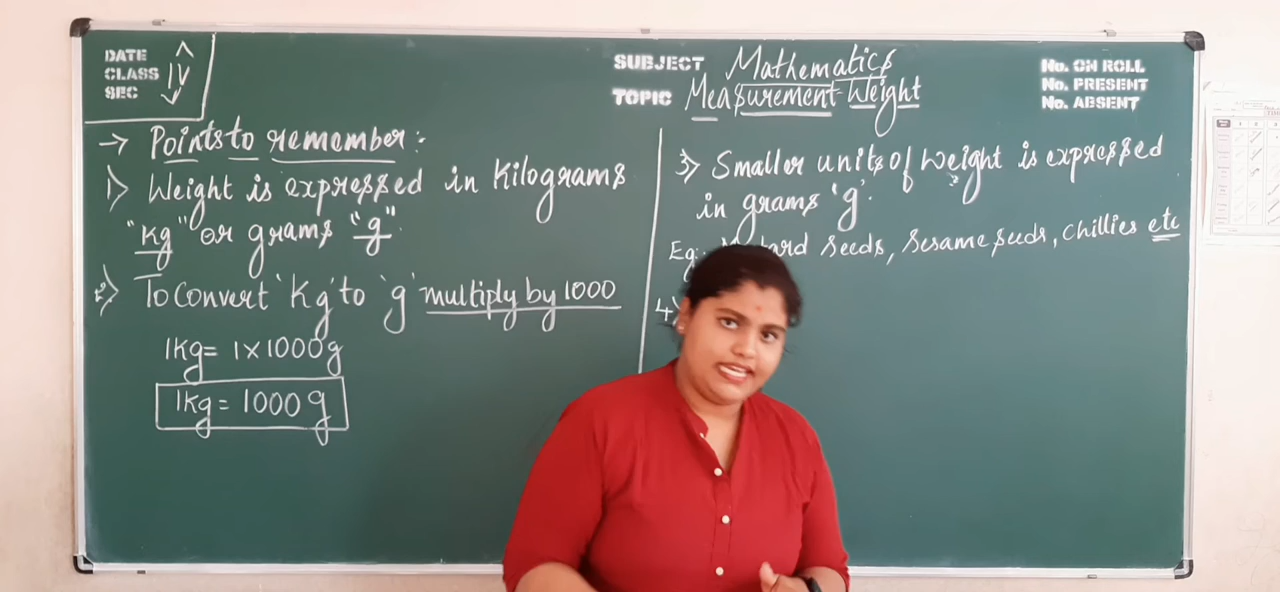 DATE
CLASS IV
SEC
SUBJECT Mathematics
TOPIC Measurement-Weight
No. ON ROLL
No. PRESENT
No. ABSENT
→ Points to remember:
1) Weight is expressed in Kilograms
"kg" or grams "g"
2) To Convert 'Kg' to 'g' multiply by 1000
1Kg = 1 x 1000g
1Kg = 1000 g
3) Smaller units of weight is expressed
in grams 'g'.
Eg:- seeds, Sesame seeds, chillies etc
4)